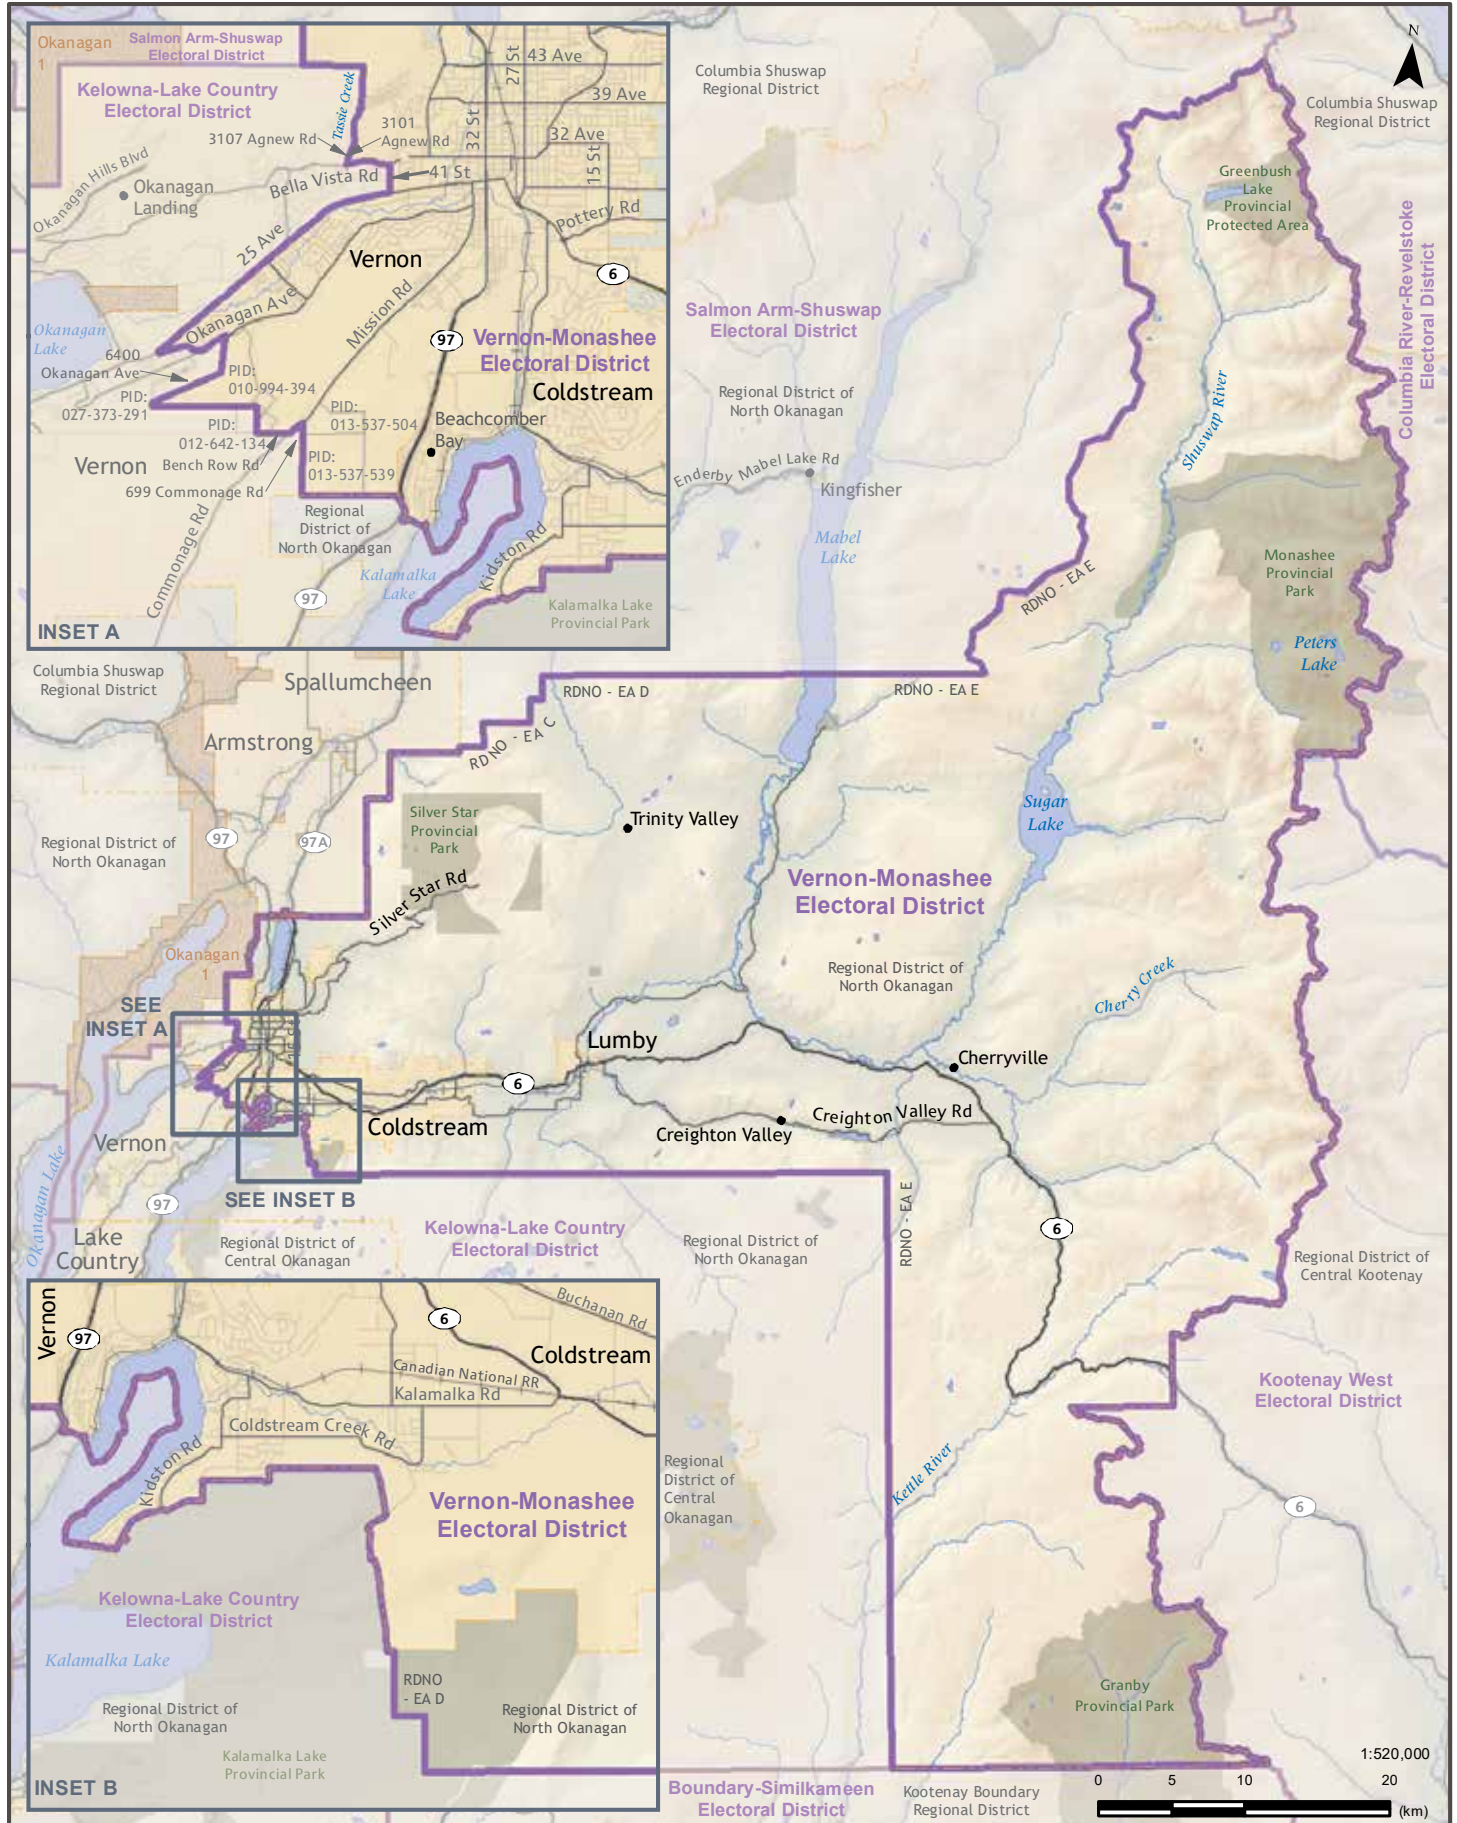 Okanagan
1
Salmon Arm-Shuswap
Electoral District
Kelowna-Lake Country
Electoral District
Tassie Creek
3107 Agnew Rd
3101
Agnew Rd
27 St
43 Ave
39 Ave
32 St
32 Ave
15 St
41 St
Bella Vista Rd
Okanagan Hills Blvd
Okanagan
Landing
Pottery Rd
25 Ave
Vernon
6
Okanagan Ave
Mission Rd
97
Vernon-Monashee
Electoral District
Coldstream
Okanagan
Lake
6400
Okanagan Ave
PID:
010-994-394
PID:
027-373-291
PID:
013-537-504
Beachcomber
Bay
PID:
012-642-134
Vernon
Bench Row Rd
PID:
013-537-539
699 Commonage Rd
Regional
District of
North Okanagan
Commonage Rd
Kalamalka
Lake
Kidston Rd
97
Kalamalka Lake
Provincial Park
INSET A
N
Columbia Shuswap
Regional District
Columbia Shuswap
Regional District
Greenbush
Lake
Provincial
Protected Area
Columbia River-Revelstoke
Electoral District
Salmon Arm-Shuswap
Electoral District
Regional District of
North Okanagan
Shuswap River
Enderby Mabel Lake Rd
Kingfisher
Mabel
Lake
Monashee
Provincial
Park
RDNO - EA E
Peters
Lake
Columbia Shuswap
Regional District
Spallumcheen
RDNO - EA D
RDNO - EA E
RDNO - EA C
Armstrong
Silver Star
Provincial
Park
Trinity Valley
Sugar
Lake
97
97A
Regional District of
North Okanagan
Silver Star Rd
Vernon-Monashee
Electoral District
Okanagan
1
Regional District of
North Okanagan
Cherry Creek
SEE
INSET A
Lumby
Cherryville
6
Coldstream
Creighton Valley Rd
Creighton Valley
Vernon
Okanagan Lake
97
SEE INSET B
RDNO - EA E
6
Lake
Country
Regional District of
Central Okanagan
Kelowna-Lake Country
Electoral District
Regional District of
North Okanagan
Regional District of
Central Kootenay
Vernon
97
6
Buchanan Rd
Coldstream
Canadian National RR
Kalamalka Rd
Coldstream Creek Rd
Kidston Rd
Vernon-Monashee
Electoral District
Kelowna-Lake Country
Electoral District
Kalamalka Lake
RDNO
- EA D
Regional District of
North Okanagan
Regional District of
North Okanagan
Kalamalka Lake
Provincial Park
INSET B
Kootenay West
Electoral District
Regional
District of
Central
Okanagan
Kettle River
6
Granby
Provincial Park
Boundary-Similkameen
Electoral District
Kootenay Boundary
Regional District
1:520,000
0 5 10 20
(km)